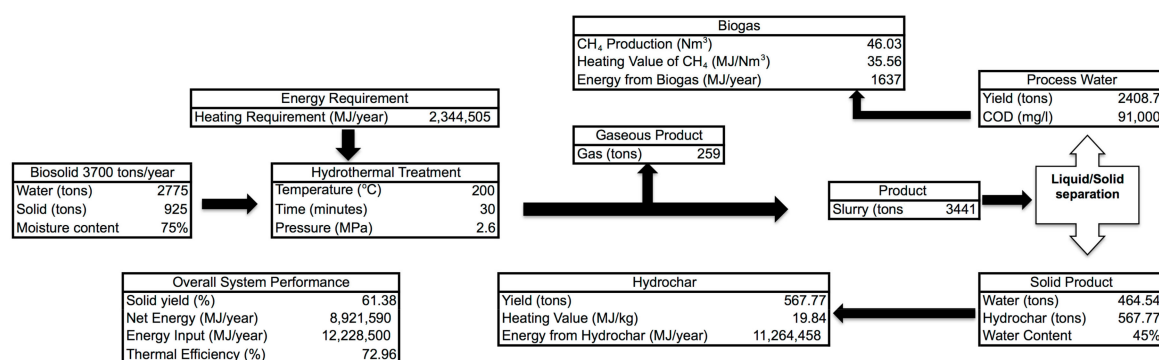 Biogas
CH₄ Production (Nm³) 46.03
Heating Value of CH₄ (MJ/Nm³) 35.56
Energy from Biogas (MJ/year) 1637
Process Water
Yield (tons) 2408.7
COD (mg/l) 91,000
Energy Requirement
Heating Requirement (MJ/year) 2,344,505
Gaseous Product
Gas (tons) 259
Biosolid 3700 tons/year
Water (tons) 2775
Solid (tons) 925
Moisture content 75%
Hydrothermal Treatment
Temperature (°C) 200
Time (minutes) 30
Pressure (MPa) 2.6
Product
Slurry (tons 3441
Liquid/Solid
separation
Overall System Performance
Solid yield (%) 61.38
Net Energy (MJ/year) 8,921,590
Energy Input (MJ/year) 12,228,500
Thermal Efficiency (%) 72.96
Hydrochar
Yield (tons) 567.77
Heating Value (MJ/kg) 19.84
Energy from Hydrochar (MJ/year) 11,264,458
Solid Product
Water (tons) 464.54
Hydrochar (tons) 567.77
Water Content 45%